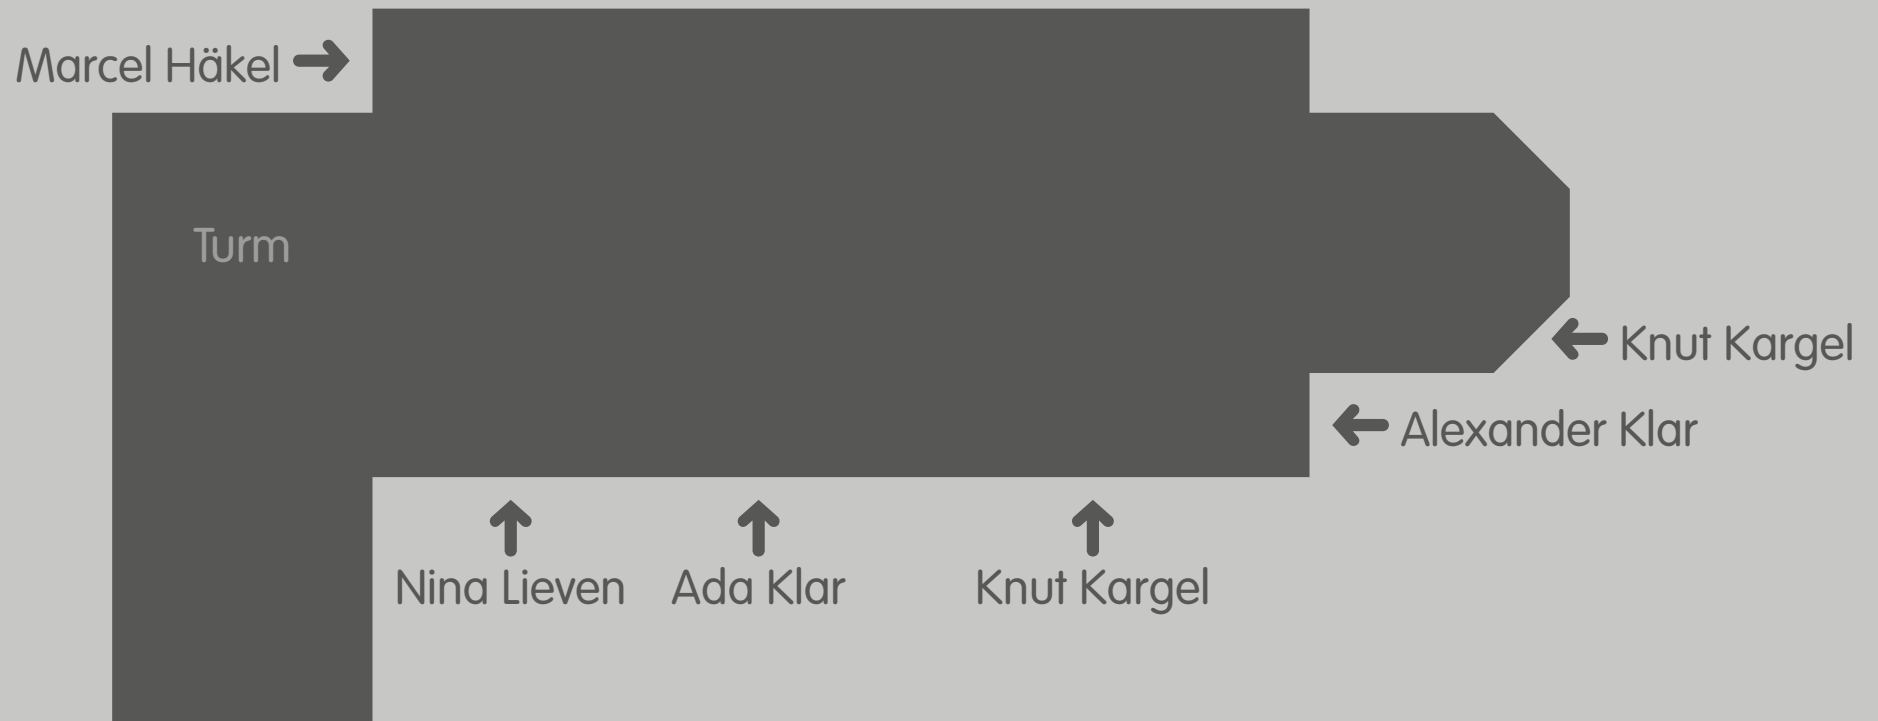 Marcel Häkel
Turm
Knut Kargel
Alexander Klar
Nina Lieven
Ada Klar
Knut Kargel